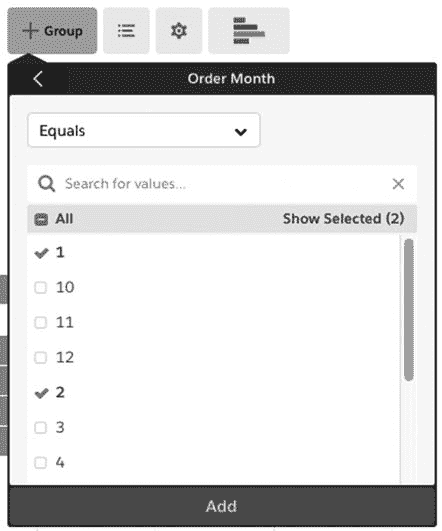 Group
Order Month
Equals
Search for values...
All Show Selected (2)
1
10
11
12
2
3
4
Add